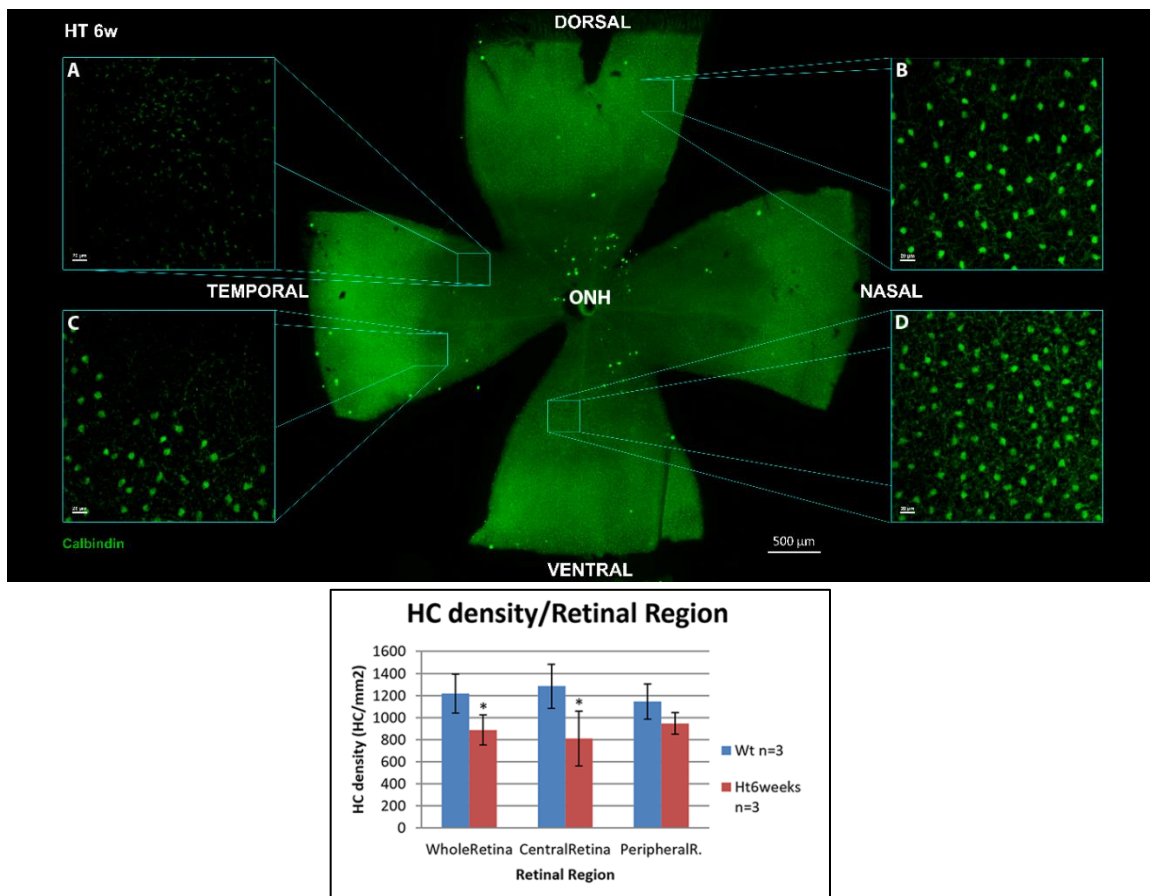 DORSAL
HT 6w
A
B
TEMPORAL
ONH
NASAL
C
D
Calbindin
500 µm
VENTRAL
HC density/Retinal Region
HC density (HC/mm2)
1600
1400
1200
1000
800
600
400
200
0
*
*
Wt n=3
Ht6weeks
n=3
WholeRetina CentralRetina PeripheralR.
Retinal Region